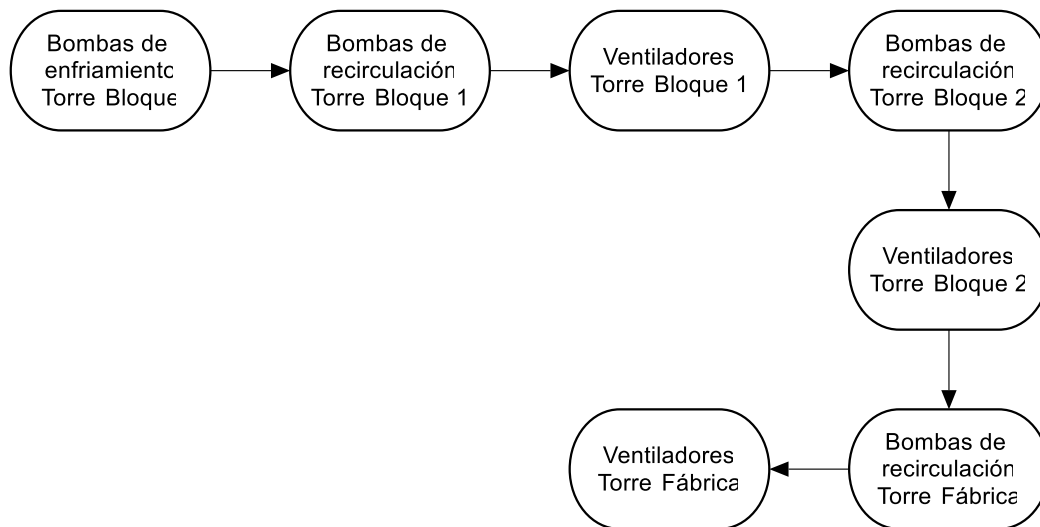 Bombas de
enfriamiento
Torre Bloque
Bombas de
recirculación
Torre Bloque 1
Ventiladores
Torre Bloque 1
Bombas de
recirculación
Torre Bloque 2
Ventiladores
Torre Bloque 2
Bombas de
recirculación
Torre Fábrica
Ventiladores
Torre Fábrica